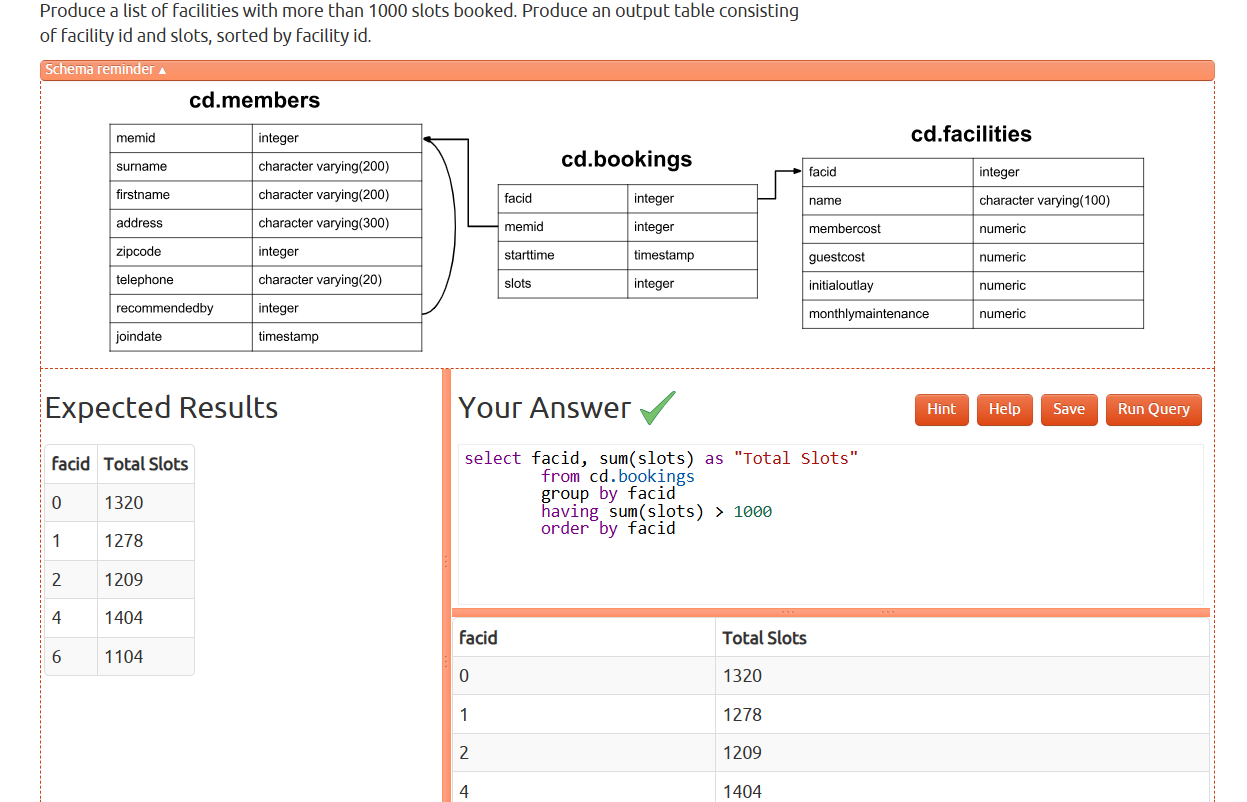 Produce a list of facilities with more than 1000 slots booked. Produce an output table consisting
of facility id and slots, sorted by facility id.
Schema reminder ▲
cd.members
memid integer
surname character varying(200)
firstname character varying(200)
address character varying(300)
zipcode integer
telephone character varying(20)
recommendedby integer
joindate timestamp
cd.bookings
facid integer
memid integer
starttime timestamp
slots integer
cd.facilities
facid integer
name character varying(100)
membercost numeric
guestcost numeric
initialoutlay numeric
monthlymaintenance numeric
Expected Results
facid Total Slots
0 1320
1 1278
2 1209
4 1404
6 1104
Your Answer
Hint Help Save Run Query
select facid, sum(slots) as "Total Slots"
from cd.bookings
group by facid
having sum(slots) > 1000
order by facid
facid Total Slots
0 1320
1 1278
2 1209
4 1404